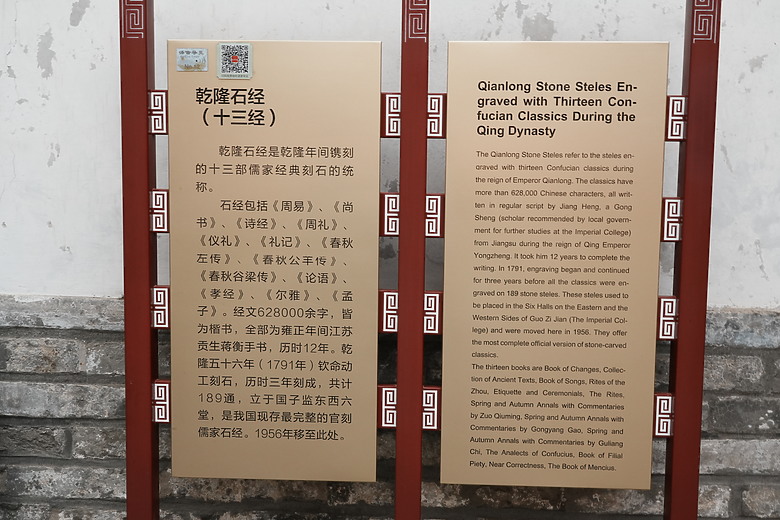 乾隆石经
（十三经）
乾隆石经是乾隆年间镌刻
的十三部儒家经典刻石的统
称。
石经包括《周易》、《尚
书》、《诗经》、《周礼》、
《仪礼》、《礼记》、《春秋
左传》、《春秋公羊传》、
《春秋谷梁传》、《论语》、
《孝经》、《尔雅》、《孟
子》。经文628000余字，皆
为楷书，全部为雍正年间江苏
贡生蒋衡手书，历时12年。乾
隆五十六年（1791年）钦命动
工刻石，历时三年刻成，共计
189通，立于国子监东西六
堂，是我国现存最完整的官刻
儒家石经。1956年移至此处。
Qianlong Stone Steles En-
graved with Thirteen Con-
fucian Classics During the
Qing Dynasty
The Qianlong Stone Steles refer to the steles en-
graved with thirteen Confucian classics during
the reign of Emperor Qianlong. The classics have
more than 628,000 Chinese characters, all writ-
ten in regular script by Jiang Heng, a Gong
Sheng (scholar recommended by local govern-
ment for further studies at the Imperial College)
from Jiangsu during the reign of Qing Emperor
Yongzheng. It took him 12 years to complete the
writing. In 1791, engraving began and continued
for three years before all the classics were en-
graved on 189 stone steles. These steles used to
be placed in the Six Halls on the Eastern and the
Western Sides of Guo Zi Jian (The Imperial Col-
lege) and were moved here in 1956. They offer
the most complete official version of stone-carved
classics.
The thirteen books are Book of Changes, Collec-
tion of Ancient Texts, Book of Songs, Rites of the
Zhou, Etiquette and Ceremonials, The Rites,
Spring and Autumn Annals with Commentaries
by Zuo Qiuming, Spring and Autumn Annals with
Commentaries by Gongyang Gao, Spring and
Autumn Annals with Commentaries by Guliang
Chi, The Analects of Confucius, Book of Filial
Piety, Near Correctness, The Book of Mencius.